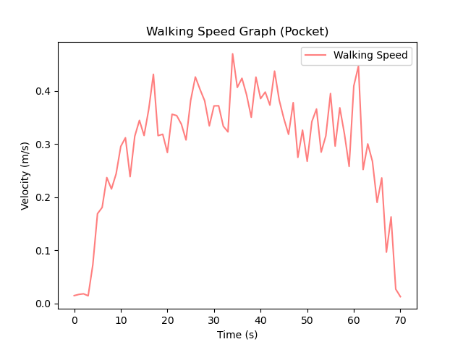 Walking Speed Graph (Pocket)
Walking Speed
Velocity (m/s)
0.4
0.3
0.2
0.1
0.0
0 10 20 30 40 50 60 70
Time (s)